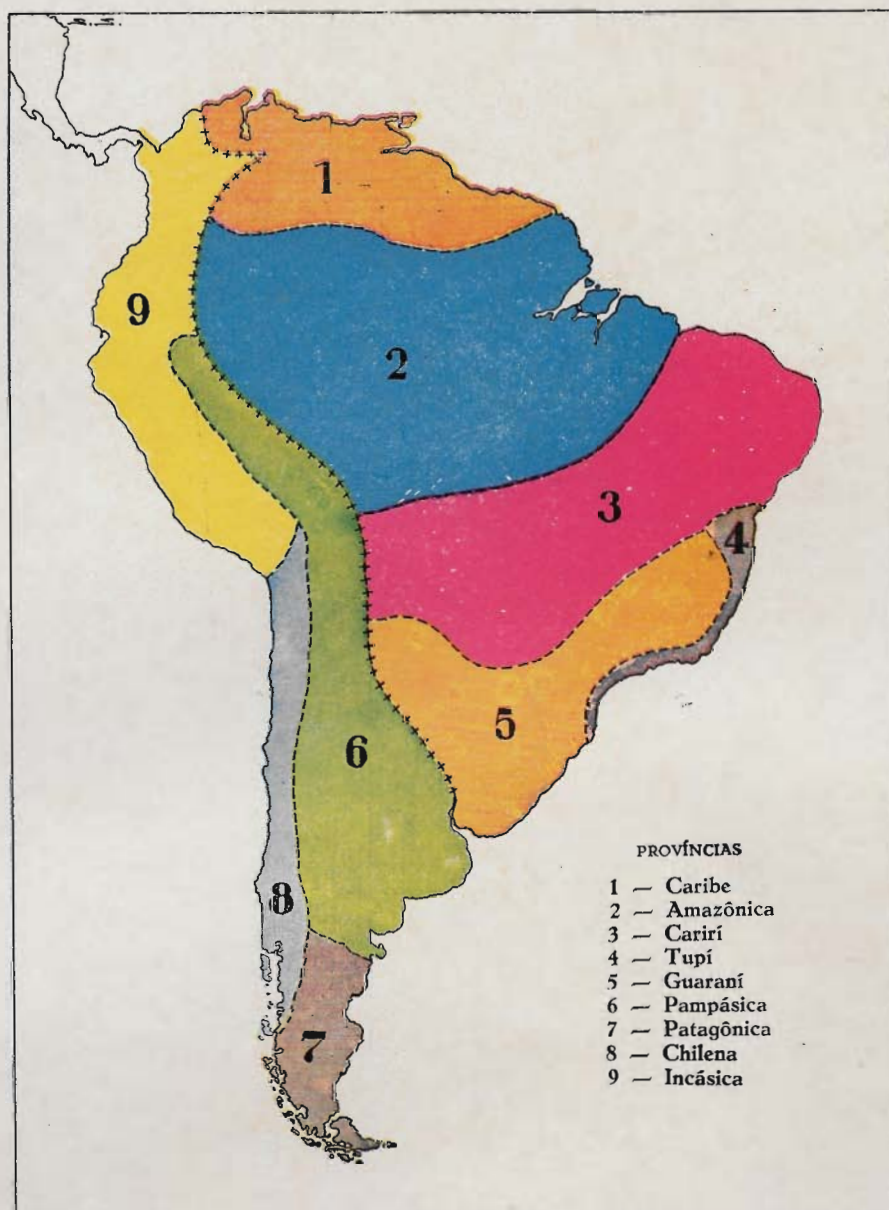 1
9
2
3
4
5
6
8
7
PROVÍNCIAS
1 — Caribe
2 — Amazônica
3 — Carirí
4 — Tupí
5 — Guaraní
6 — Pampásica
7 — Patagônica
8 — Chilena
9 — Incásica